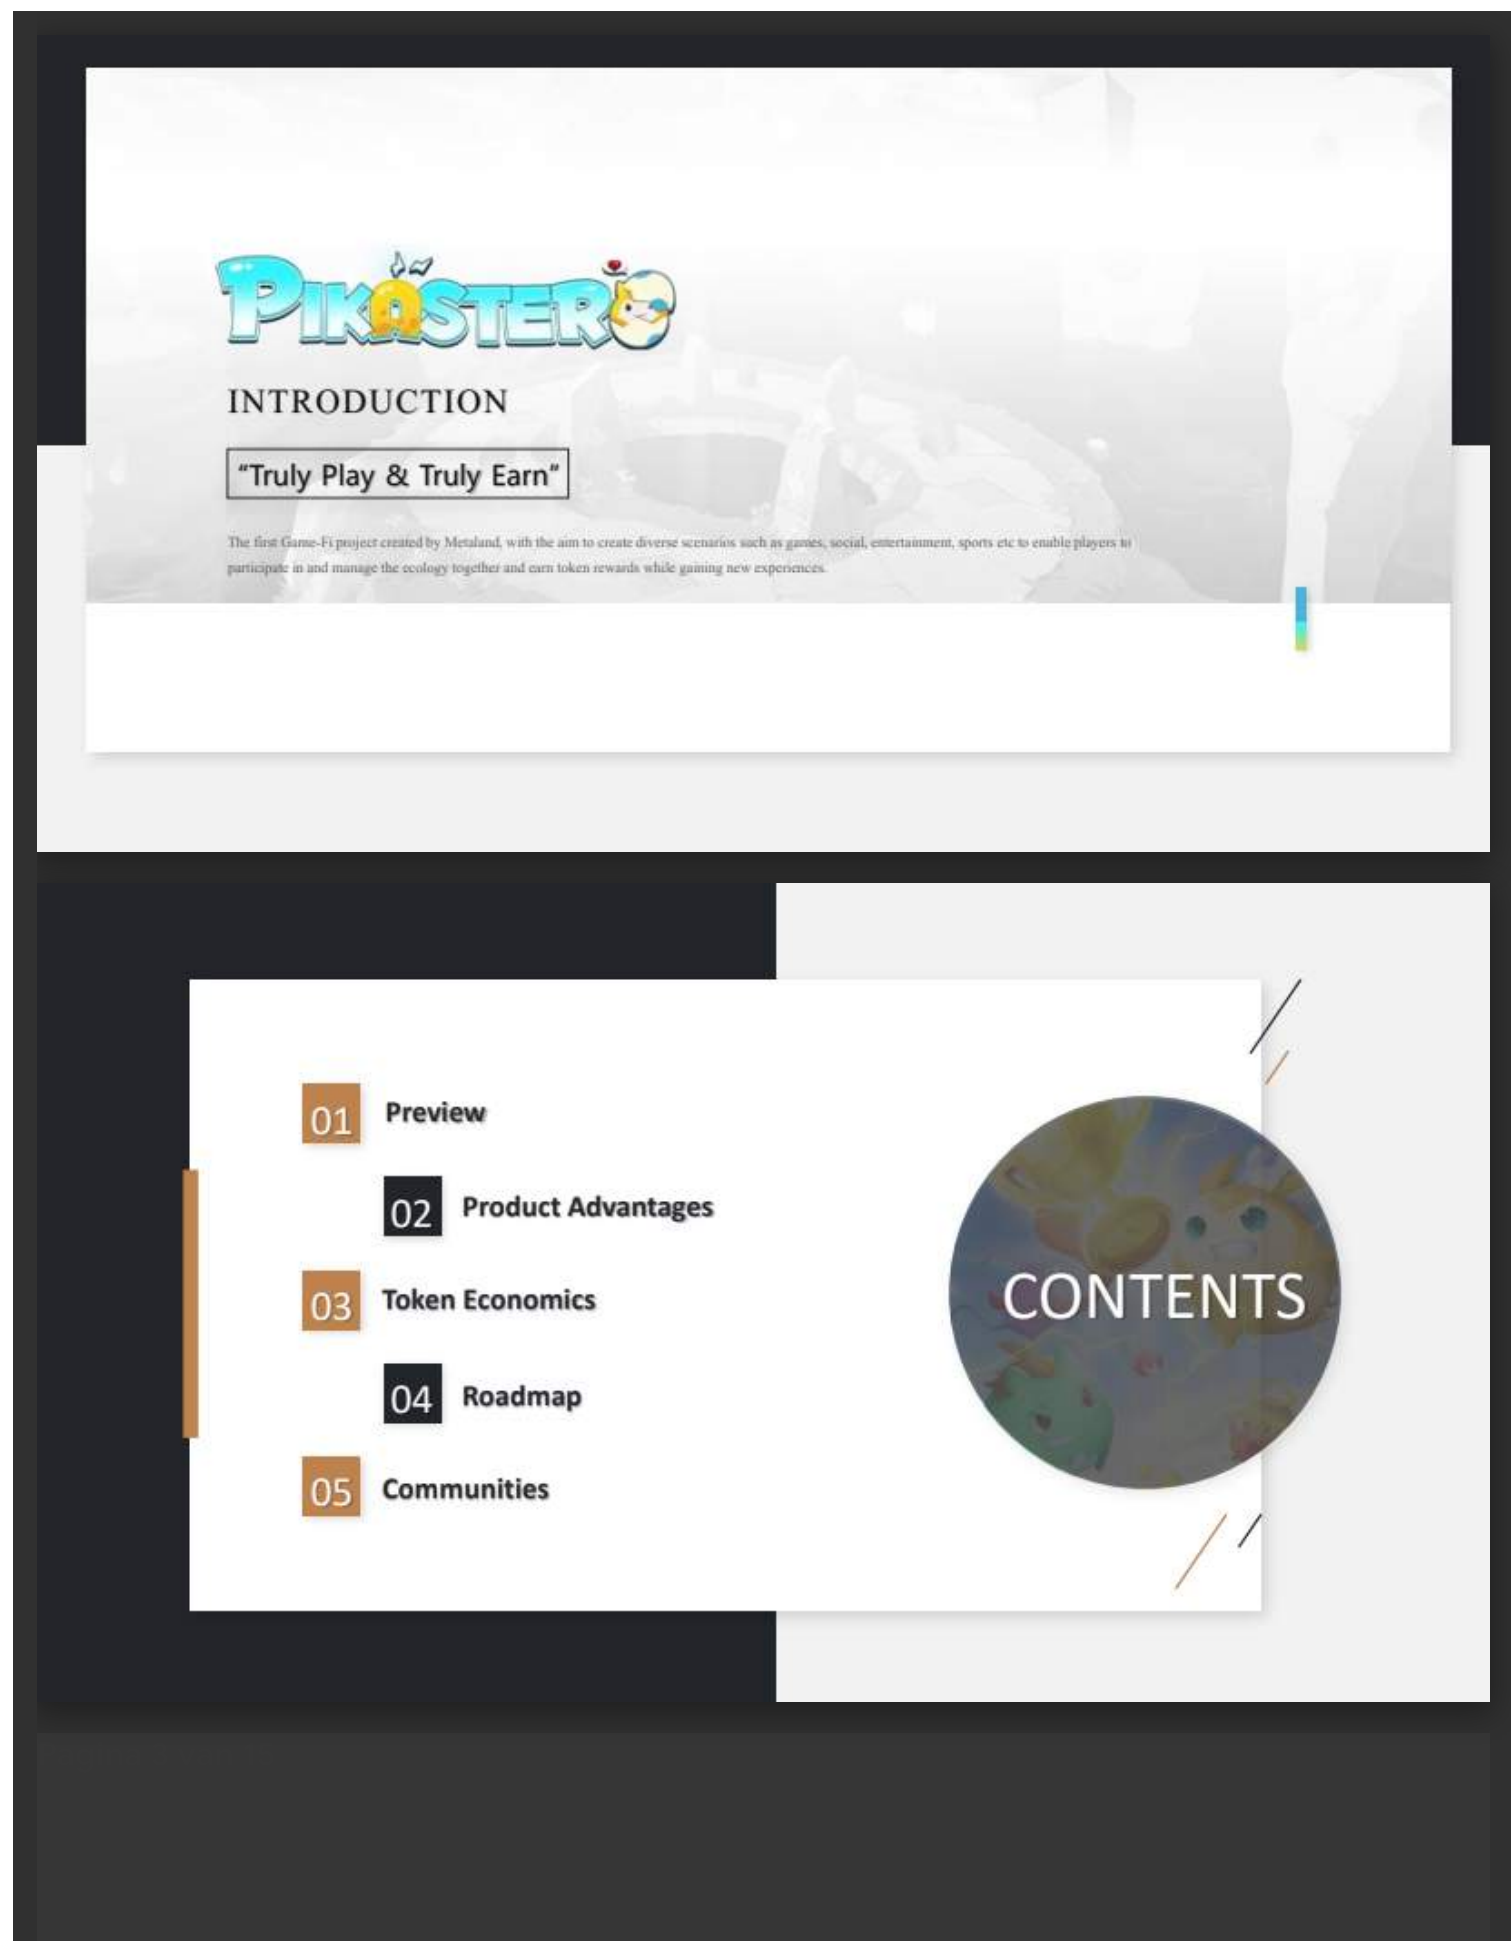 PIKASTER
INTRODUCTION
“Truly Play & Truly Earn”
The first Game-Fi project created by Metaland, with the aim to create diverse scenarios such as games, social, entertainment, sports etc to enable players to
participate in and manage the ecology together and earn token rewards while gaining new experiences.
01 Preview
02 Product Advantages
03 Token Economics
04 Roadmap
05 Communities
CONTENTS